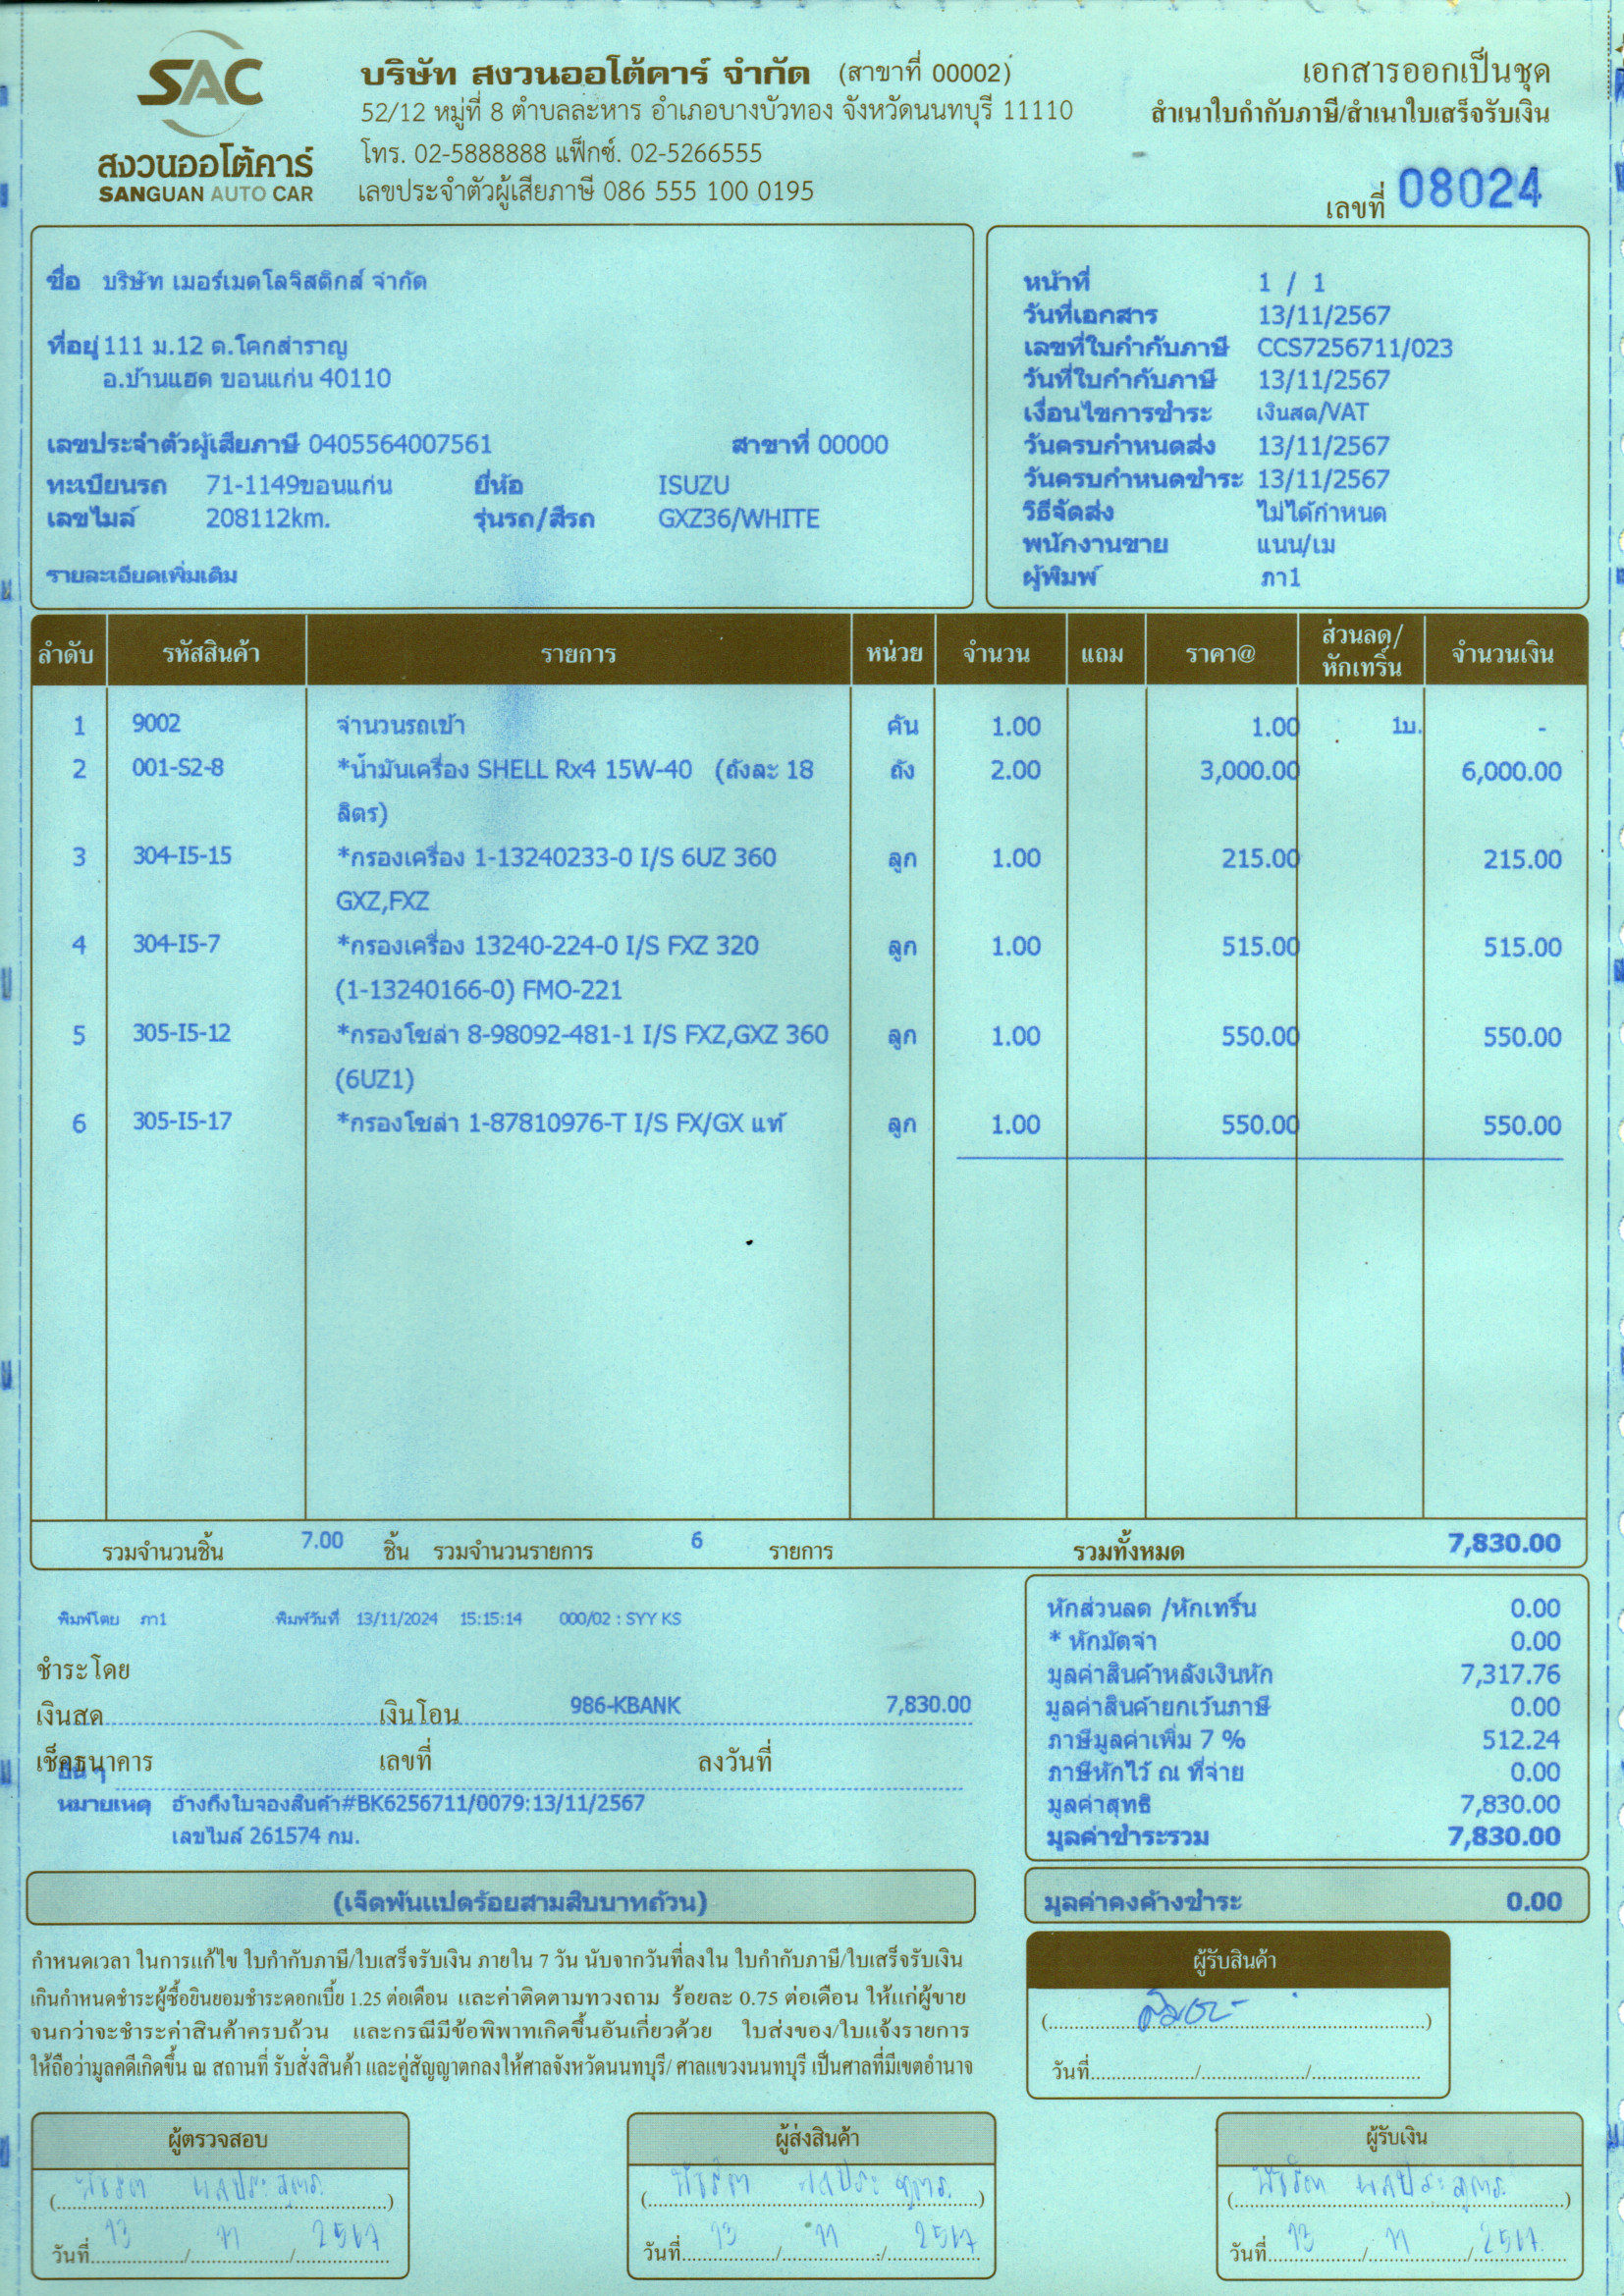 SAC
สงวนออโต้คาร์
SANGUAN AUTO CAR
บริษัท สงวนออโต้คาร์ จำกัด (สาขาที่ 00002)
52/12 หมู่ที่ 8 ตำบลละหาร อำเภอบางบัวทอง จังหวัดนนทบุรี 11110
โทร. 02-5888888 แฟ็กซ์. 02-5266555
เลขประจำตัวผู้เสียภาษี 086 555 100 0195
เอกสารออกเป็นชุด
สำเนาใบกำกับภาษี/สำเนาใบเสร็จรับเงิน
เลขที่ 08024
ชื่อ บริษัท เมอร์เมดโลจิสติกส์ จำกัด
ที่อยู่ 111 ม.12 ต.โคกสำราญ
อ.บ้านแฮด ขอนแก่น 40110
เลขประจำตัวผู้เสียภาษี 0405564007561 สาขาที่ 00000
ทะเบียนรถ 71-1149ขอนแก่น ยี่ห้อ ISUZU
เลขไมล์ 208112km. รุ่นรถ/สีรถ GXZ36/WHITE
รายละเอียดเพิ่มเติม
หน้าที่ 1 / 1
วันที่เอกสาร 13/11/2567
เลขที่ใบกำกับภาษี CCS7256711/023
วันที่ใบกำกับภาษี 13/11/2567
เงื่อนไขการชำระ เงินสด/VAT
วันครบกำหนดส่ง 13/11/2567
วันครบกำหนดชำระ 13/11/2567
วิธีจัดส่ง ไม่ได้กำหนด
พนักงานขาย แนน/เม
ผู้พิมพ์ ภา1
ลำดับ รหัสสินค้า รายการ หน่วย จำนวน แถม ราคา@ ส่วนลด/ จำนวนเงิน
หักเทริ์น
1 9002 จำนวนรถเข้า คัน 1.00 1.00 1บ. -
2 001-S2-8 *น้ำมันเครื่อง SHELL Rx4 15W-40 (ถังละ 18 ถัง 2.00 3,000.00 6,000.00
ลิตร)
3 304-I5-15 *กรองเครื่อง 1-13240233-0 I/S 6UZ 360 ลูก 1.00 215.00 215.00
GXZ,FXZ
4 304-I5-7 *กรองเครื่อง 13240-224-0 I/S FXZ 320 ลูก 1.00 515.00 515.00
(1-13240166-0) FMO-221
5 305-I5-12 *กรองโซล่า 8-98092-481-1 I/S FXZ,GXZ 360 ลูก 1.00 550.00 550.00
(6UZ1)
6 305-I5-17 *กรองโซล่า 1-87810976-T I/S FX/GX แท้ ลูก 1.00 550.00 550.00
รวมจำนวนชิ้น 7.00 ชิ้น รวมจำนวนรายการ 6 รายการ รวมทั้งหมด 7,830.00
พิมพ์โดย ภา1 พิมพ์วันที่ 13/11/2024 15:15:14 000/02 : SYY KS
ชำระโดย
เงินสด เงินโอน 986-KBANK 7,830.00
เช็คธนาคาร เลขที่ ลงวันที่
อื่น ๆ
หมายเหตุ อ้างถึงใบจองสินค้า#BK6256711/0079:13/11/2567
เลขไมล์ 261574 กม.
หักส่วนลด /หักเทริ์น 0.00
* หักมัดจำ 0.00
มูลค่าสินค้าหลังเงินหัก 7,317.76
มูลค่าสินค้ายกเว้นภาษี 0.00
ภาษีมูลค่าเพิ่ม 7 % 512.24
ภาษีหักไว้ ณ ที่จ่าย 0.00
มูลค่าสุทธิ 7,830.00
มูลค่าชำระรวม 7,830.00
(เจ็ดพันแปดร้อยสามสิบบาทถ้วน)
มูลค่าคงค้างชำระ 0.00
กำหนดเวลา ในการแก้ไข ใบกำกับภาษี/ใบเสร็จรับเงิน ภายใน 7 วัน นับจากวันที่ลงใน ใบกำกับภาษี/ใบเสร็จรับเงิน
เกินกำหนดชำระผู้ซื้อยินยอมชำระดอกเบี้ย 1.25 ต่อเดือน และค่าติดตามทวงถาม ร้อยละ 0.75 ต่อเดือน ให้แก่ผู้ขาย
จนกว่าจะชำระค่าสินค้าครบถ้วน และกรณีมีข้อพิพาทเกิดขึ้นอันเกี่ยวด้วย ใบส่งของ/ใบแจ้งรายการ
ให้ถือว่ามูลคดีเกิดขึ้น ณ สถานที่ รับสั่งสินค้า และคู่สัญญาตกลงให้ศาลจังหวัดนนทบุรี/ ศาลแขวงนนทบุรี เป็นศาลที่มีเขตอำนาจ
ผู้รับสินค้า
วันที่
ผู้ตรวจสอบ
วันที่ 13 / 11 / 2567
ผู้ส่งสินค้า
วันที่ 13 / 11 / 2567
ผู้รับเงิน
วันที่ 13 / 11 / 2567